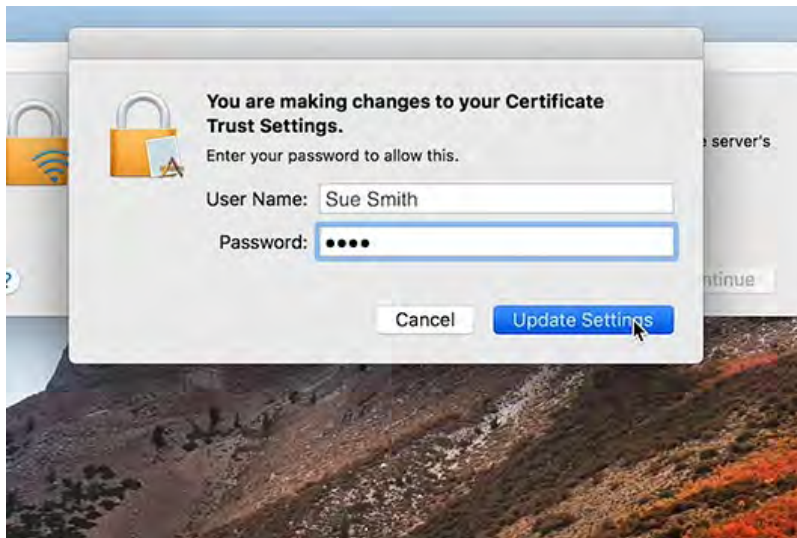 You are making changes to your Certificate
Trust Settings.
Enter your password to allow this.
server's
User Name: Sue Smith
Password: ••••
?
Cancel
Update Settings